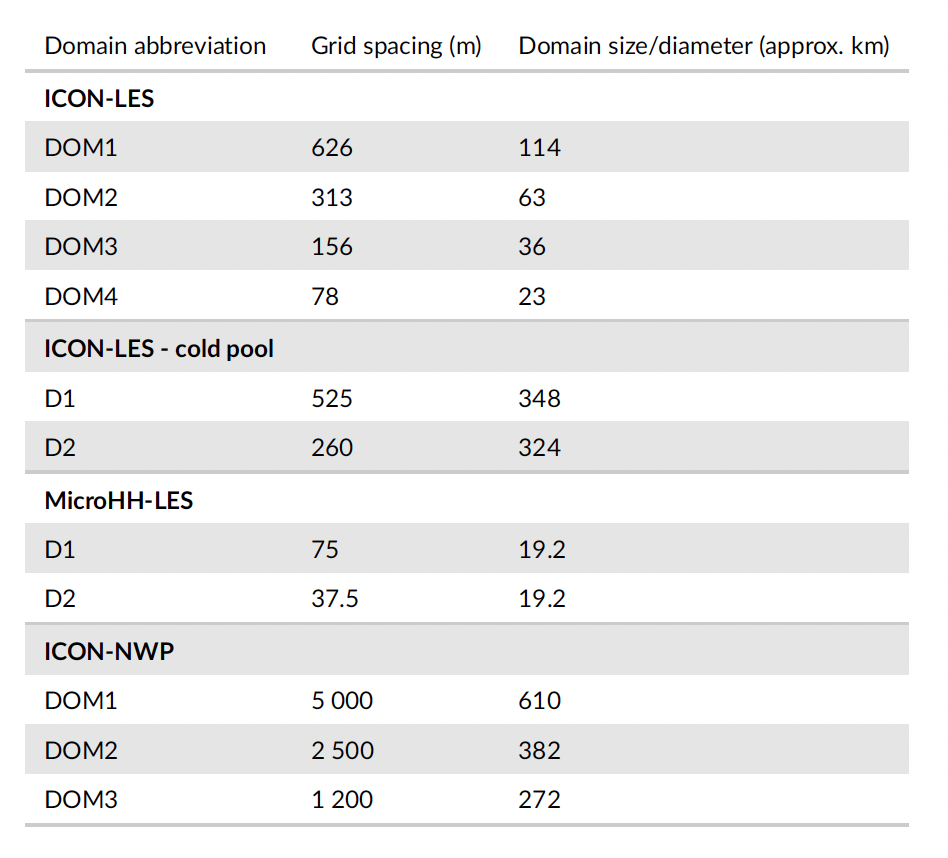 Domain abbreviation Grid spacing (m) Domain size/diameter (approx. km)
ICON-LES
DOM1 626 114
DOM2 313 63
DOM3 156 36
DOM4 78 23
ICON-LES - cold pool
D1 525 348
D2 260 324
MicroHH-LES
D1 75 19.2
D2 37.5 19.2
ICON-NWP
DOM1 5 000 610
DOM2 2 500 382
DOM3 1 200 272